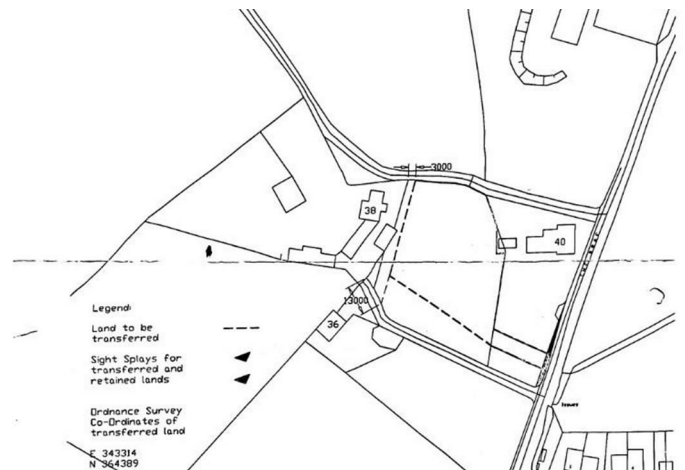 3000
38
40
13000
36
Legend:
Land to be
transferred
Sight Splays for
transferred and
retained lands
Ordnance Survey
Co-Ordinates of
transferred land
E 343314
N 364389